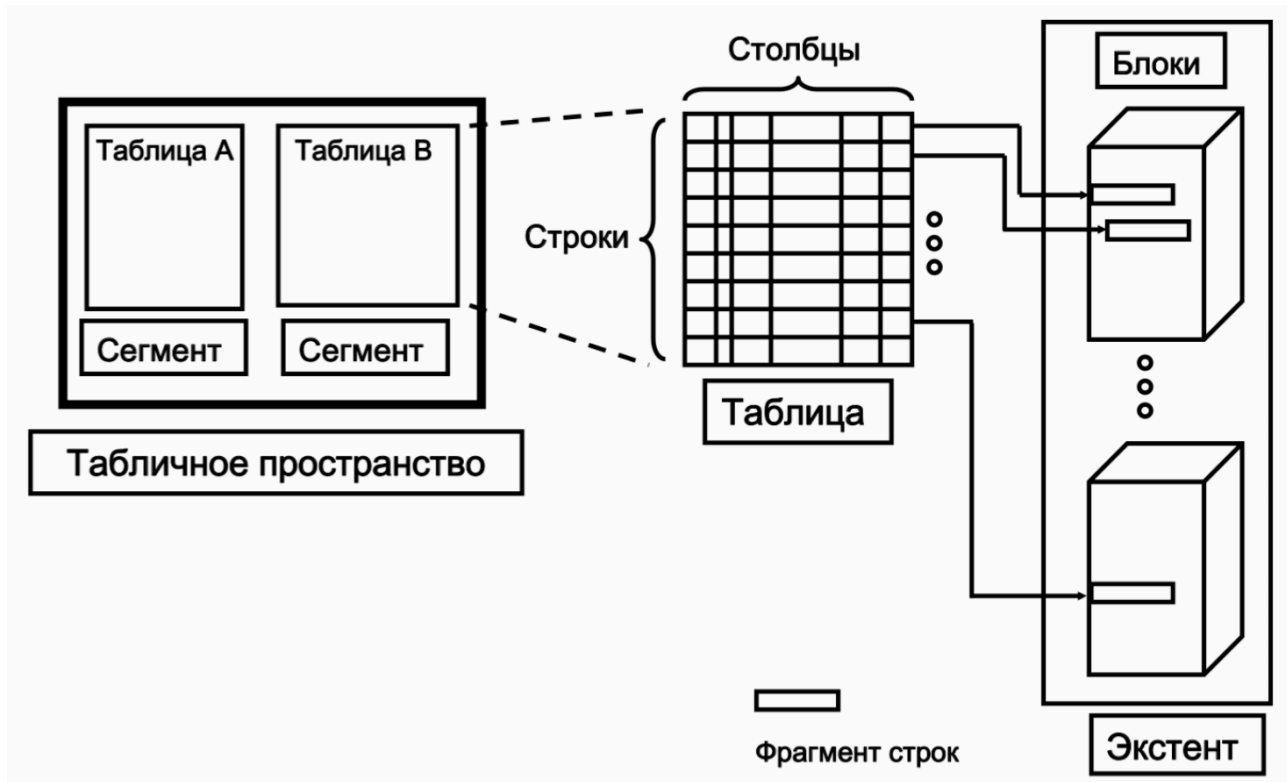 Столбцы
Блоки
Таблица А
Таблица В
Строки
Сегмент
Сегмент
Таблица
Табличное пространство
Фрагмент строк
Экстент